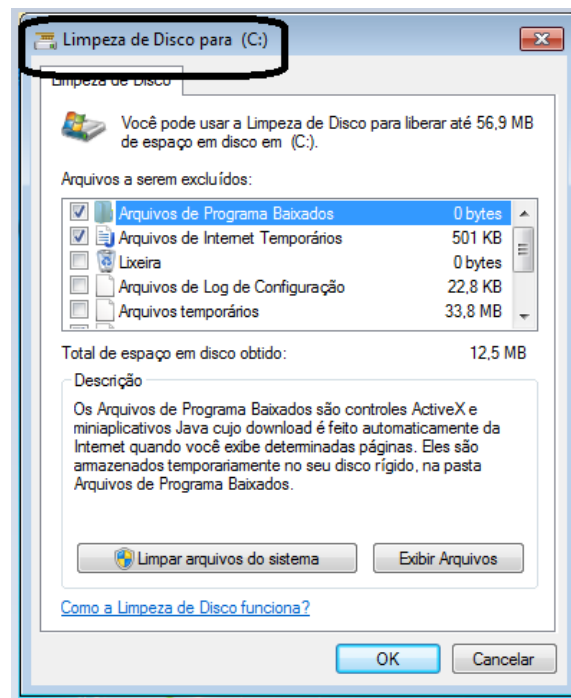 Limpeza de Disco para (C:)
Limpeza de Disco
Você pode usar a Limpeza de Disco para liberar até 56,9 MB
de espaço em disco em (C:).
Arquivos a serem excluídos:
Arquivos de Programa Baixados 0 bytes
Arquivos de Internet Temporários 501 KB
Lixeira 0 bytes
Arquivos de Log de Configuração 22,8 KB
Arquivos temporários 33,8 MB
Total de espaço em disco obtido: 12,5 MB
Descrição
Os Arquivos de Programa Baixados são controles ActiveX e
miniaplicativos Java cujo download é feito automaticamente da
Internet quando você exibe determinadas páginas. Eles são
armazenados temporariamente no seu disco rígido, na pasta
Arquivos de Programa Baixados.
Limpar arquivos do sistema Exibir Arquivos
Como a Limpeza de Disco funciona?
OK Cancelar